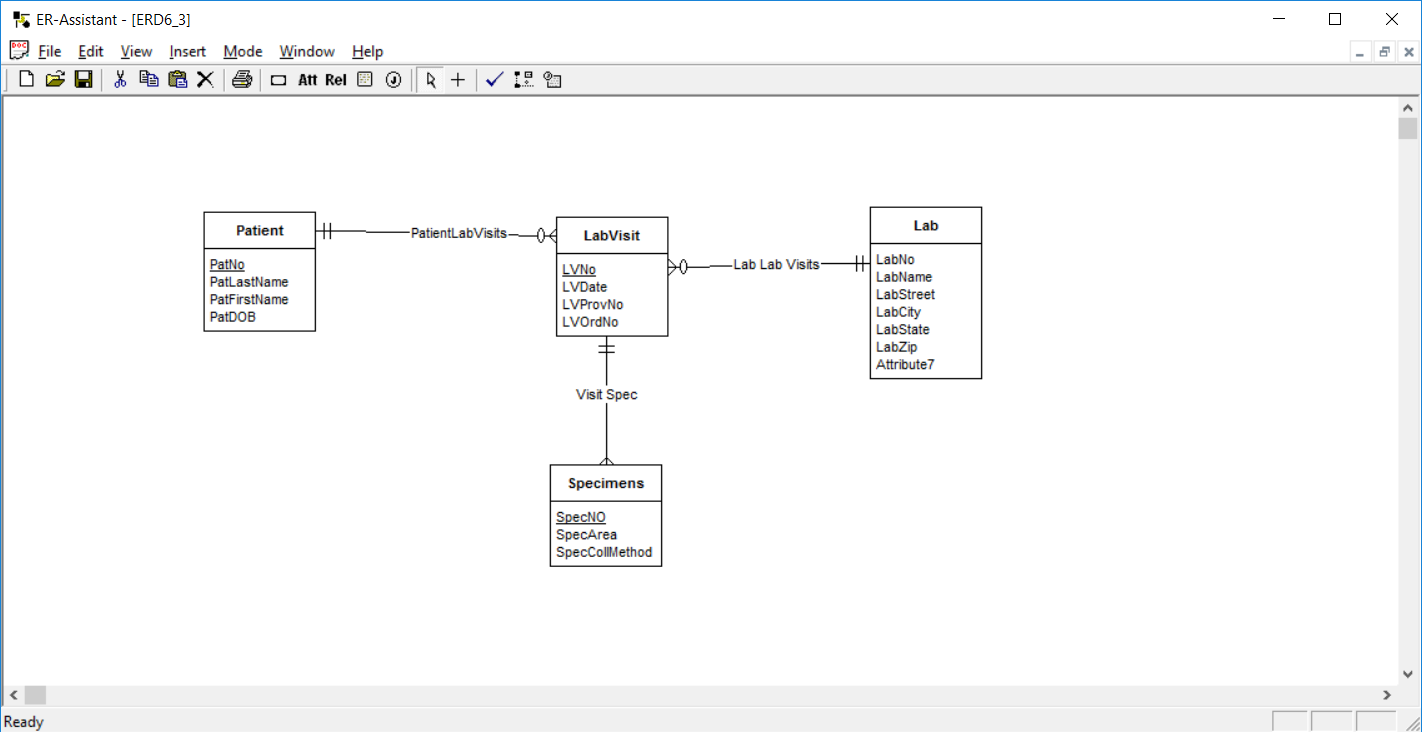 ER-Assistant - [ERD6_3]
DOC
File Edit View Insert Mode Window Help
Att Rel J
Patient
PatNo
PatLastName
PatFirstName
PatDOB
PatientLabVisits
LabVisit
LVNo
LVDate
LVProvNo
LVOrdNo
Lab Lab Visits
Lab
LabNo
LabName
LabStreet
LabCity
LabState
LabZip
Attribute7
Visit Spec
Specimens
SpecNO
SpecArea
SpecCollMethod
Ready